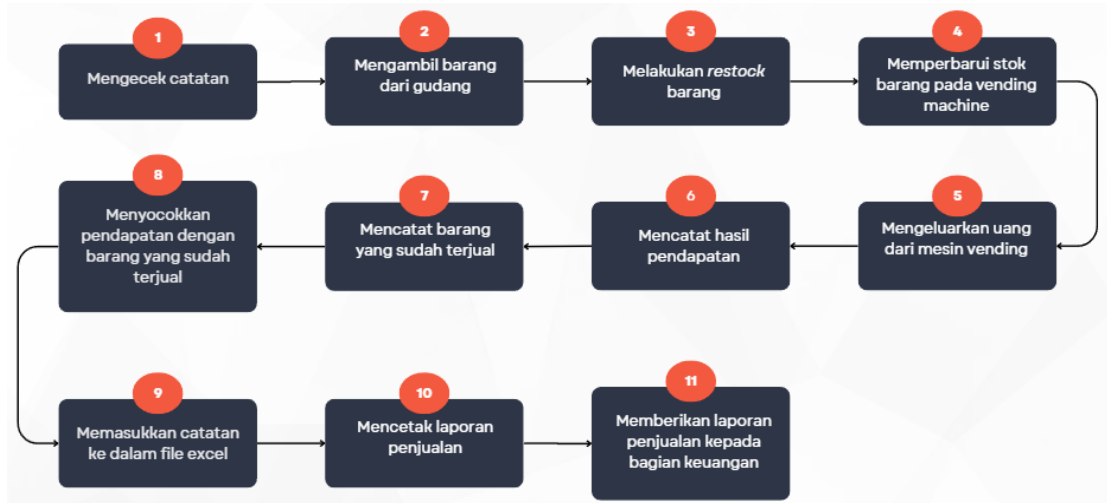 1
Mengecek catatan
2
Mengambil barang
dari gudang
3
Melakukan restock
barang
4
Memperbarui stok
barang pada vending
machine
5
Mengeluarkan uang
dari mesin vending
6
Mencatat hasil
pendapatan
7
Mencatat barang
yang sudah terjual
8
Menyocokkan
pendapatan dengan
barang yang sudah
terjual
9
Memasukkan catatan
ke dalam file excel
10
Mencetak laporan
penjualan
11
Memberikan laporan
penjualan kepada
bagian keuangan